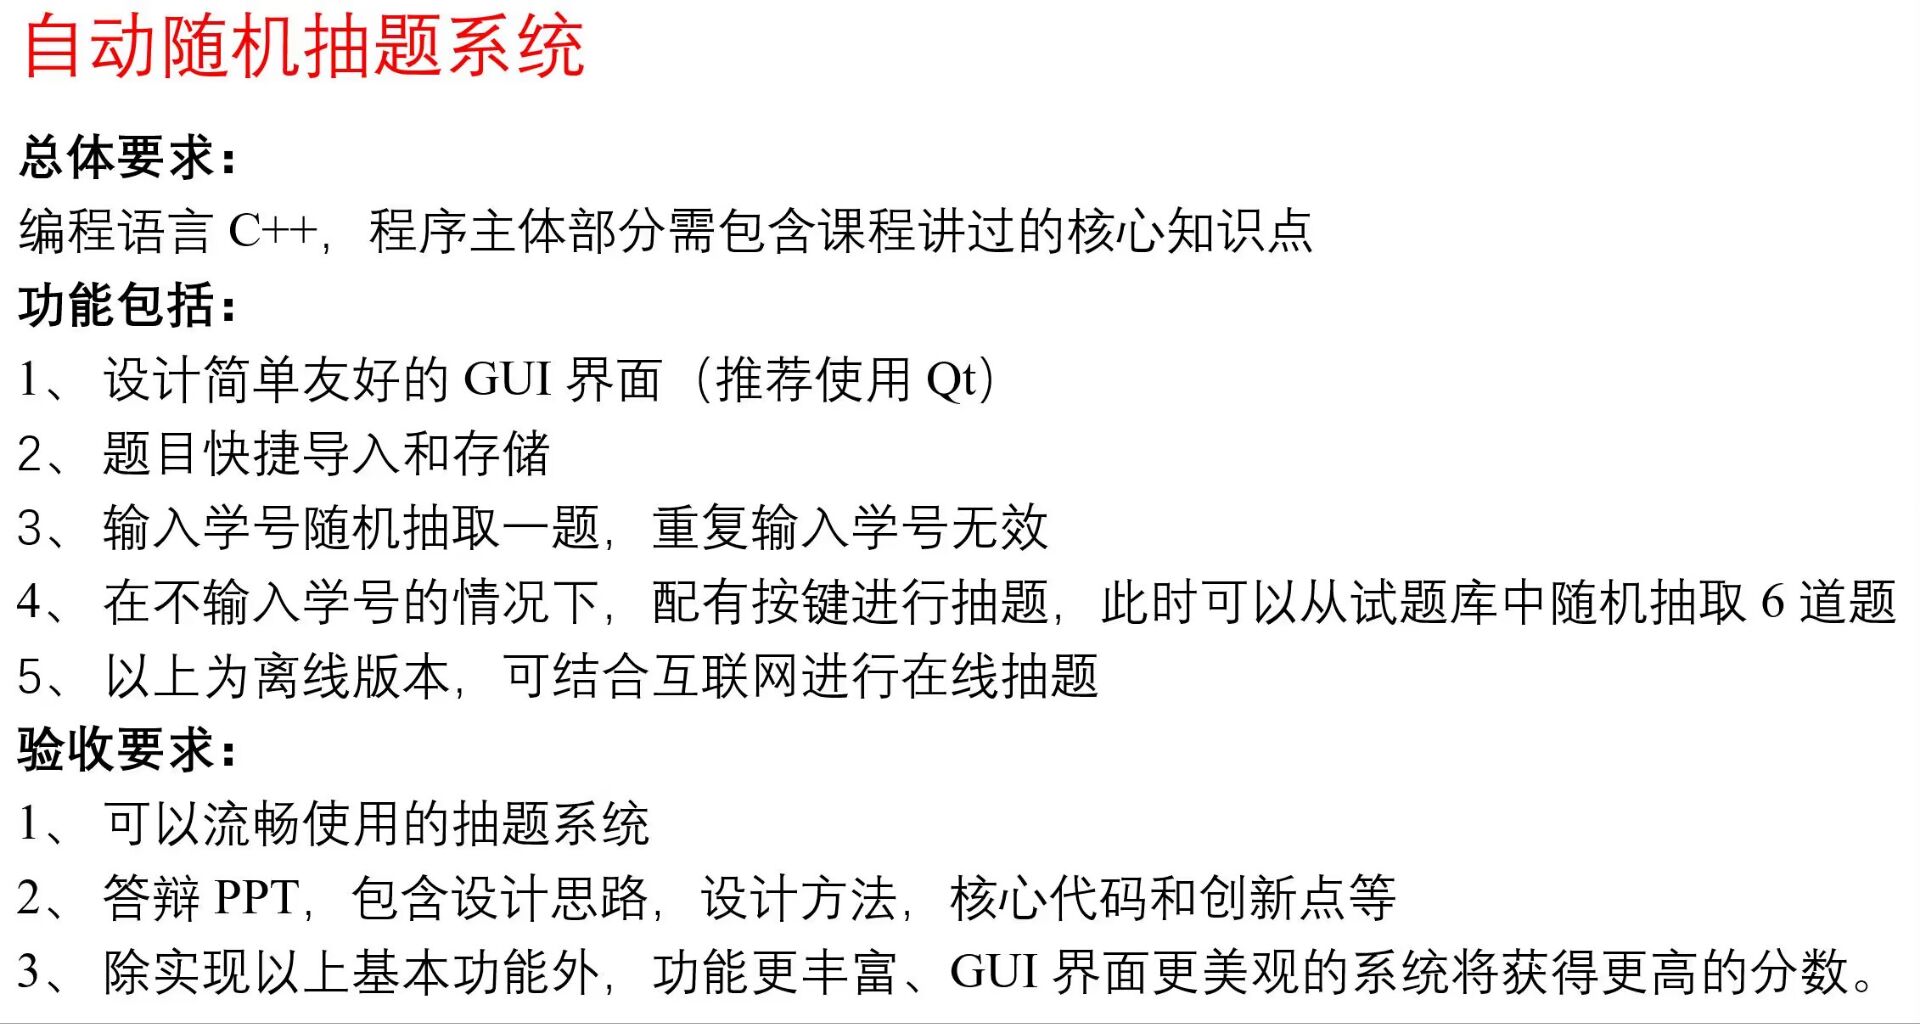 自动随机抽题系统
总体要求：
编程语言 C++，程序主体部分需包含课程讲过的核心知识点
功能包括：
1、 设计简单友好的 GUI 界面（推荐使用 Qt）
2、 题目快捷导入和存储
3、 输入学号随机抽取一题，重复输入学号无效
4、 在不输入学号的情况下，配有按键进行抽题，此时可以从试题库中随机抽取 6 道题
5、 以上为离线版本，可结合互联网进行在线抽题
验收要求：
1、 可以流畅使用的抽题系统
2、 答辩 PPT，包含设计思路，设计方法，核心代码和创新点等
3、 除实现以上基本功能外，功能更丰富、GUI 界面更美观的系统将获得更高的分数。